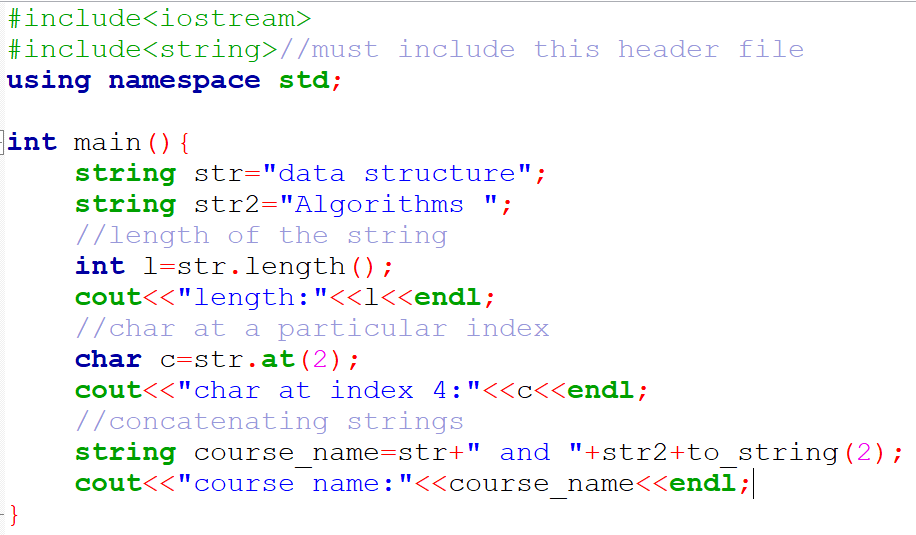 #include<iostream>
#include<string>//must include this header file
using namespace std;
int main(){
string str="data structure";
string str2="Algorithms ";
//length of the string
int l=str.length();
cout<<"length:"<<l<<endl;
//char at a particular index
char c=str.at(2);
cout<<"char at index 4:"<<c<<endl;
//concatenating strings
string course_name=str+" and "+str2+to_string(2);
cout<<"course name:"<<course_name<<endl;
}